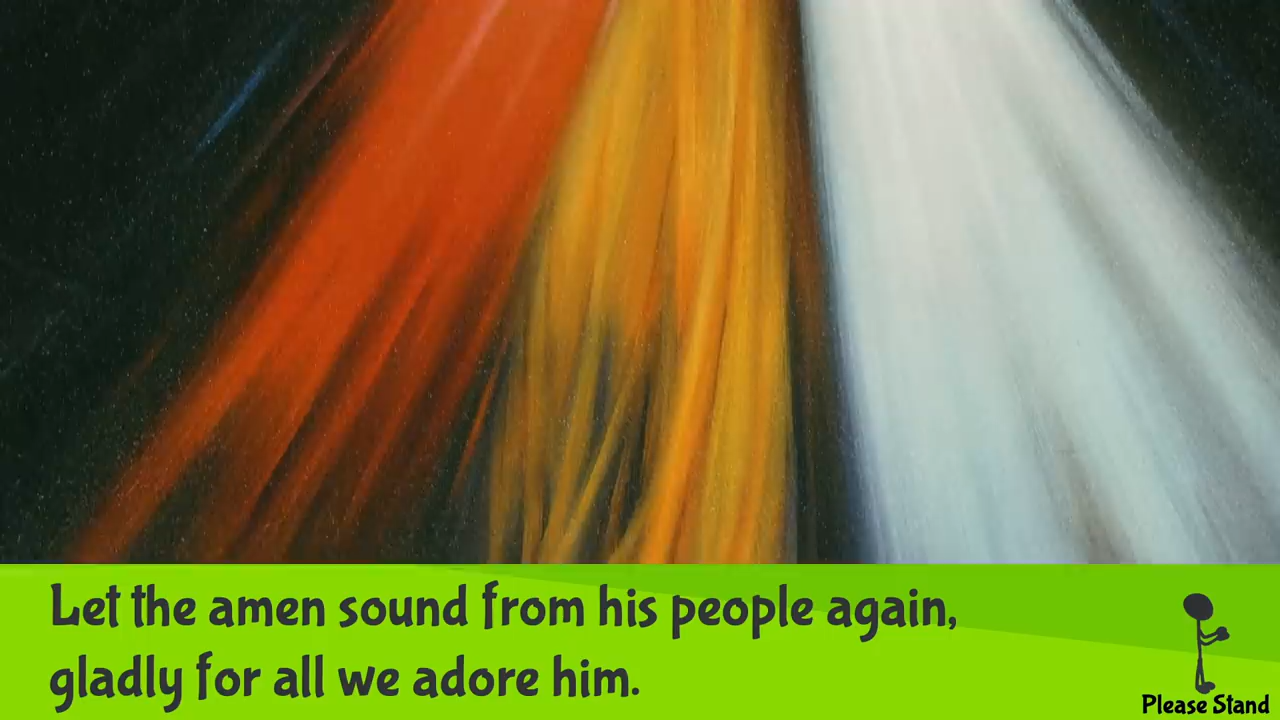 Let the amen sound from his people again,
gladly for all we adore him.
Please Stand